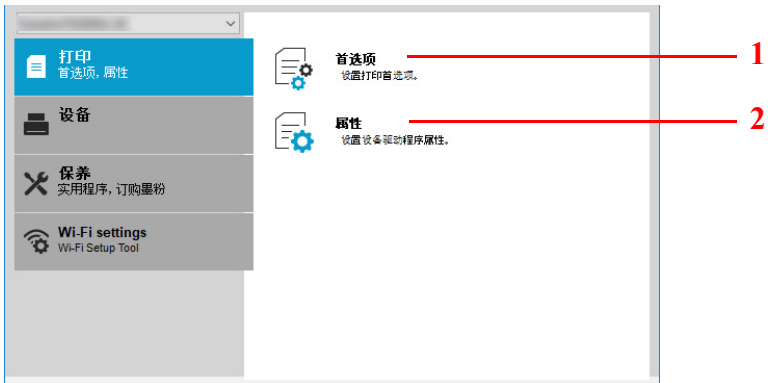 打印
首选项, 属性
设备
保养
实用程序, 订购墨粉
Wi-Fi settings
Wi-Fi Setup Tool
首选项
设置打印首选项。
属性
设置设备驱动程序属性。
1
2